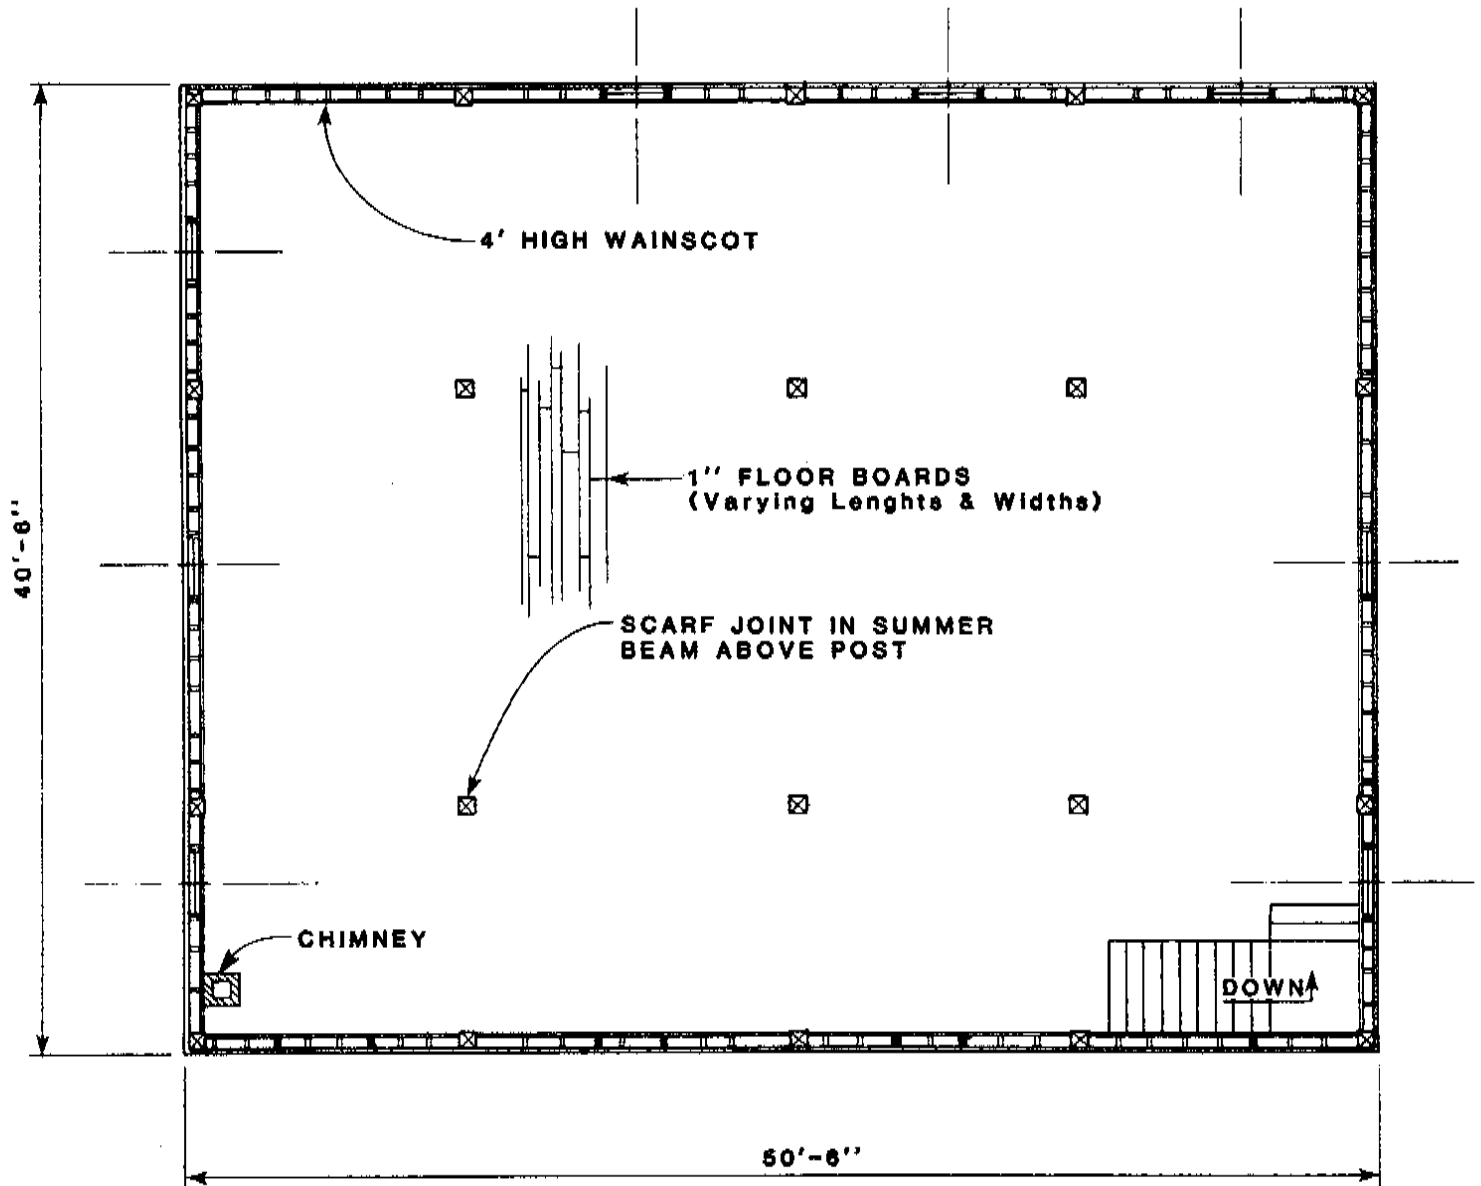 4' HIGH WAINSCOT
1'' FLOOR BOARDS
(Varying Lenghts & Widths)
40'-6''
SCARF JOINT IN SUMMER
BEAM ABOVE POST
CHIMNEY
DOWN
50'-6''